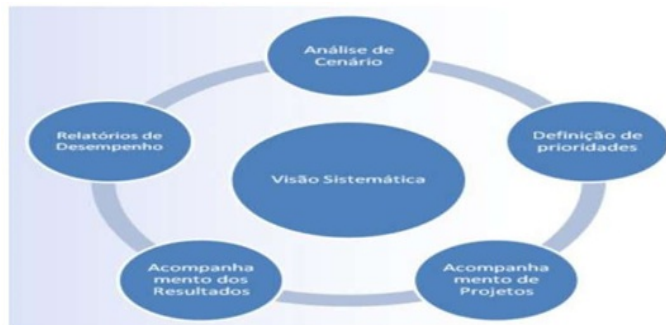 Análise de
Cenário
Relatórios de
Desempenho
Definição de
prioridades
Visão Sistemática
Acompanha
mento dos
Resultados
Acompanha
mento de
Projetos